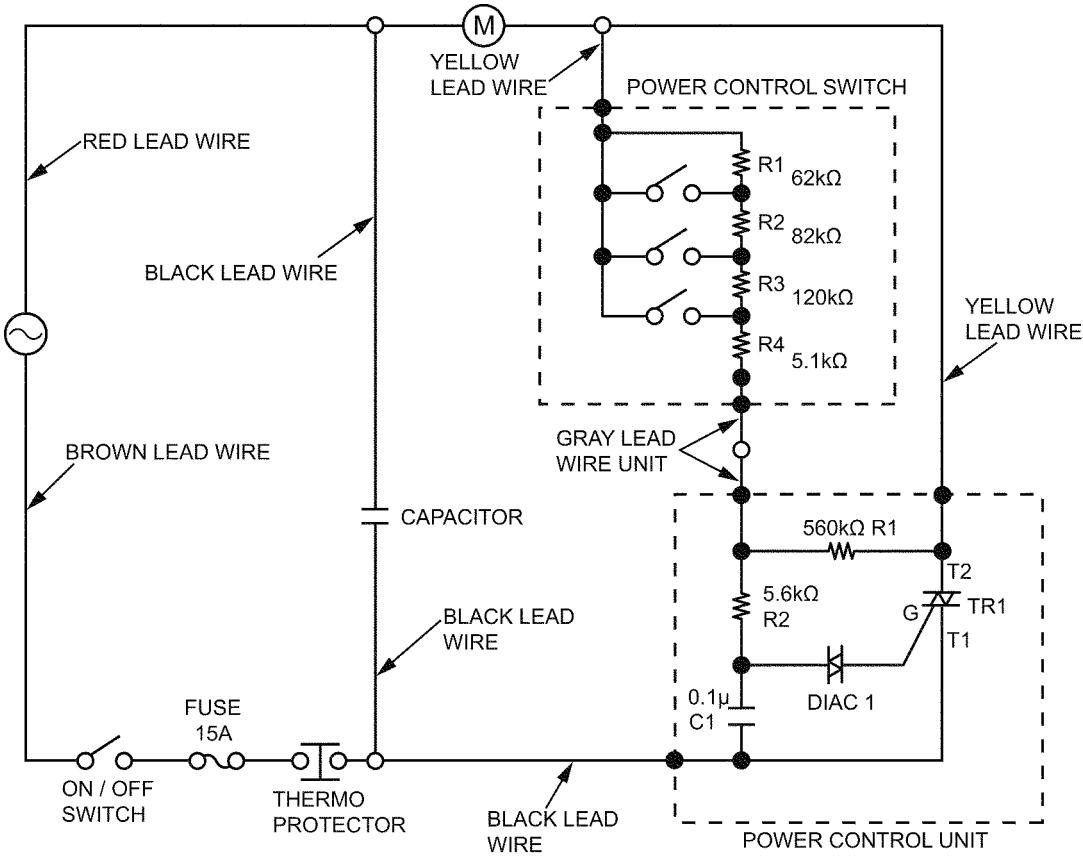 M
YELLOW
LEAD WIRE
POWER CONTROL SWITCH
RED LEAD WIRE
R1 62kΩ
R2 82kΩ
BLACK LEAD WIRE
R3 120kΩ
YELLOW
LEAD WIRE
R4 5.1kΩ
GRAY LEAD
WIRE UNIT
BROWN LEAD WIRE
CAPACITOR
560kΩ R1
T2
5.6kΩ
R2
G
TR1
T1
BLACK LEAD
WIRE
DIAC 1
0.1μ
C1
FUSE
15A
ON / OFF
SWITCH
THERMO
PROTECTOR
BLACK LEAD
WIRE
POWER CONTROL UNIT